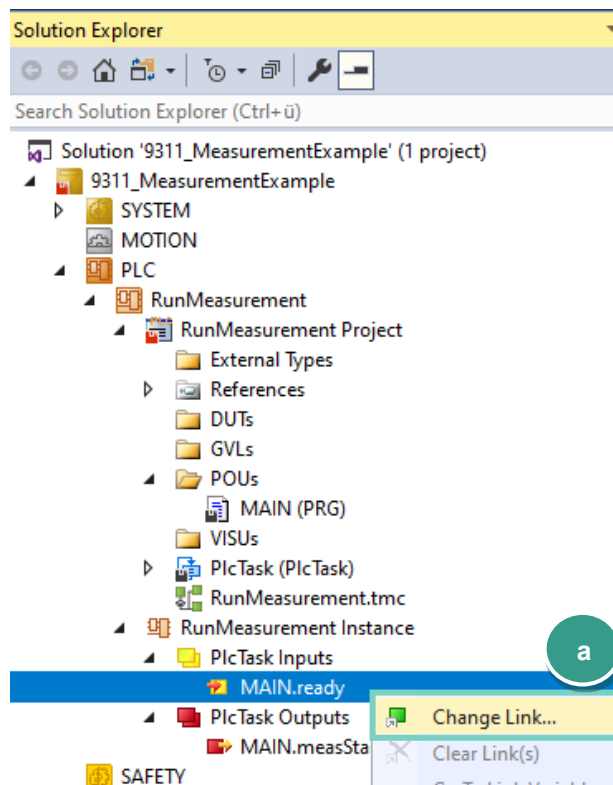 Solution Explorer
Search Solution Explorer (Ctrl+ü)
Solution '9311_MeasurementExample' (1 project)
9311_MeasurementExample
SYSTEM
MOTION
PLC
RunMeasurement
RunMeasurement Project
External Types
References
DUTs
GVLs
POUs
MAIN (PRG)
VISUs
PlcTask (PlcTask)
RunMeasurement.tmc
RunMeasurement Instance
a
PlcTask Inputs
MAIN.ready
PlcTask Outputs
Change Link...
MAIN.measSta
Clear Link(s)
SAFETY